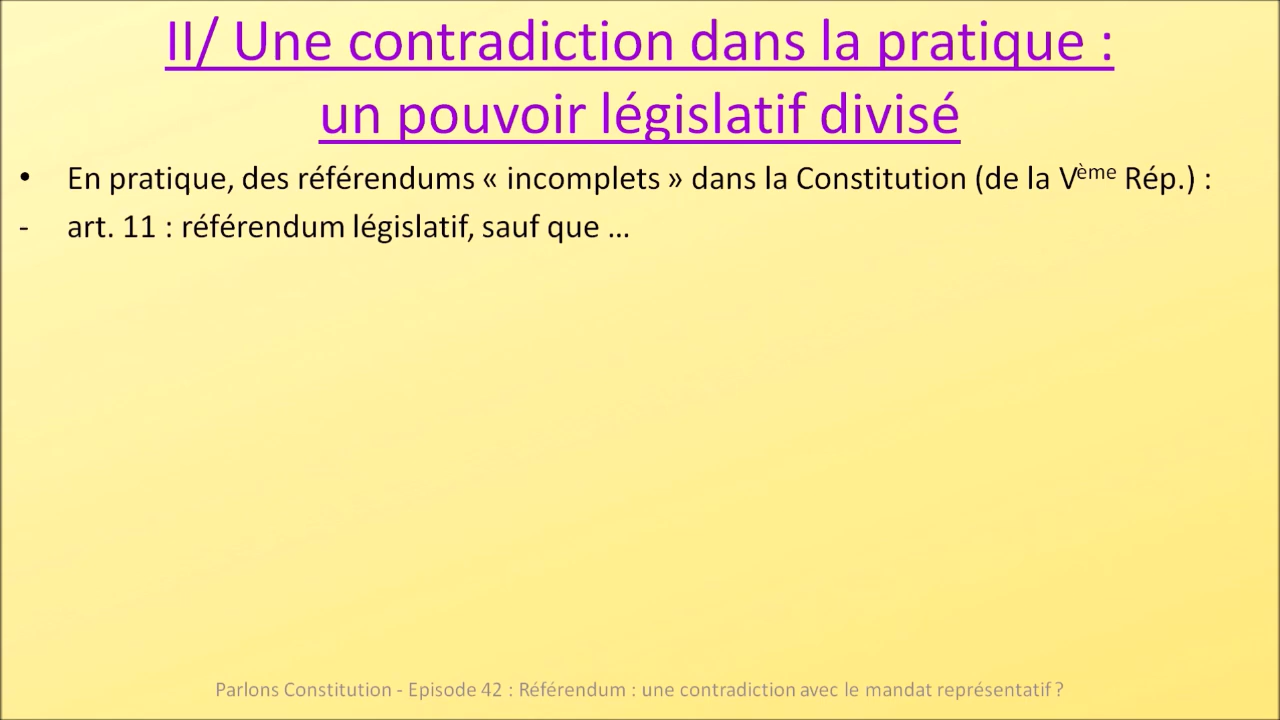 II/ Une contradiction dans la pratique :
un pouvoir législatif divisé
• En pratique, des référendums « incomplets » dans la Constitution (de la Vème Rép.) :
- art. 11 : référendum législatif, sauf que ...
Parlons Constitution - Episode 42 : Référendum : une contradiction avec le mandat représentatif ?